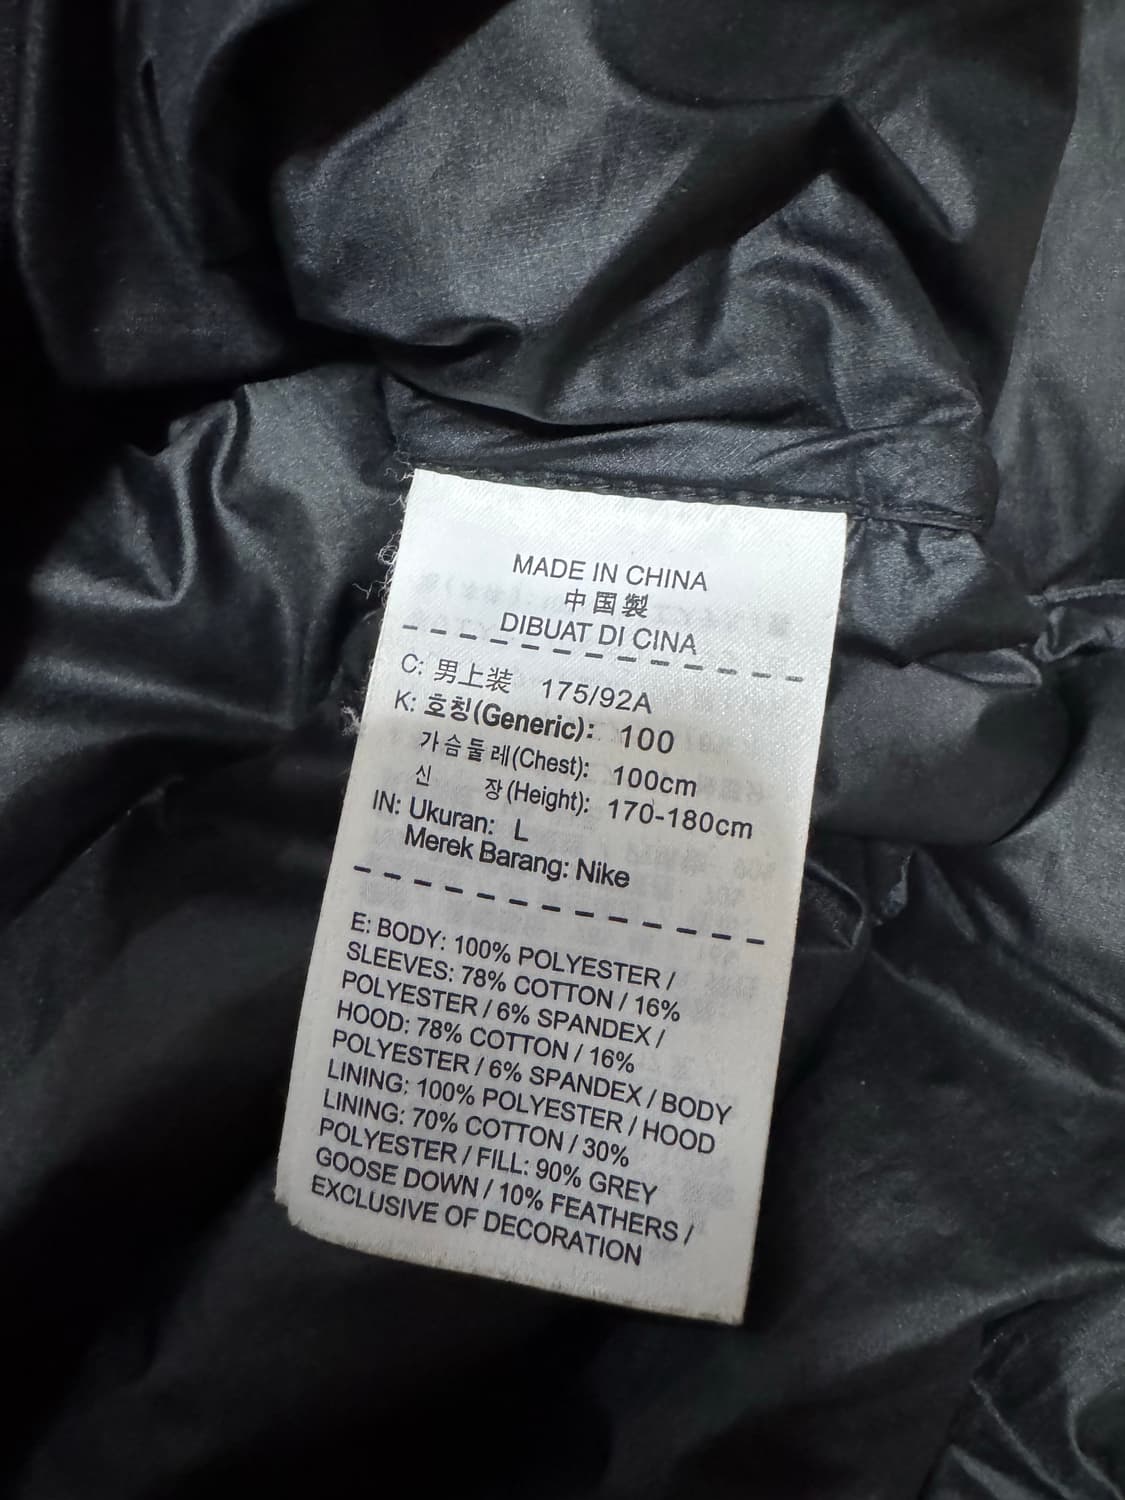 MADE IN CHINA
中国製
DIBUAT DI CINA
C: 男上装 175/92A
K: 호칭(Generic): 100
가슴둘레(Chest): 100cm
신 장(Height): 170-180cm
IN: Ukuran: L
Merek Barang: Nike
E: BODY: 100% POLYESTER /
SLEEVES: 78% COTTON / 16%
POLYESTER / 6% SPANDEX /
HOOD: 78% COTTON / 16%
POLYESTER / 6% SPANDEX / BODY
LINING: 100% POLYESTER / HOOD
LINING: 70% COTTON / 30%
POLYESTER / FILL: 90% GREY
GOOSE DOWN / 10% FEATHERS /
EXCLUSIVE OF DECORATION